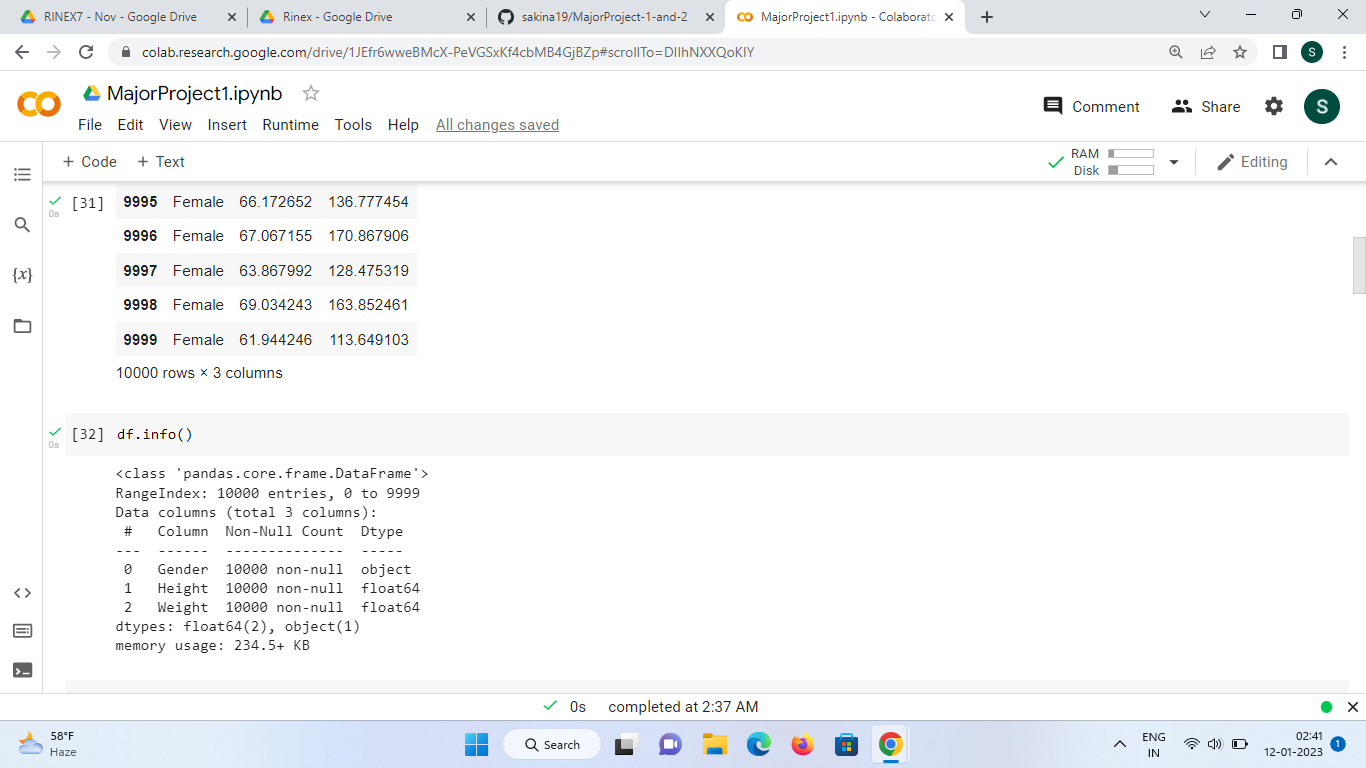 RINEX7 - Nov - Google Drive
Rinex - Google Drive
sakina19/MajorProject-1-and-2
MajorProject1.ipynb - Colaborato
colab.research.google.com/drive/1JEfr6wweBMcX-PeVGSxKf4cbMB4GjBZp#scrollTo=DIIhNXXQoKIY
S
MajorProject1.ipynb
Comment
Share
S
File Edit View Insert Runtime Tools Help All changes saved
+ Code + Text
RAM
Disk
Editing
{x}
[31]
0s
9995 Female 66.172652 136.777454
9996 Female 67.067155 170.867906
9997 Female 63.867992 128.475319
9998 Female 69.034243 163.852461
9999 Female 61.944246 113.649103
10000 rows × 3 columns
[32] df.info()
0s
<class 'pandas.core.frame.DataFrame'>
RangeIndex: 10000 entries, 0 to 9999
Data columns (total 3 columns):
# Column Non-Null Count Dtype
--- ------ -------------- -----
0 Gender 10000 non-null object
1 Height 10000 non-null float64
2 Weight 10000 non-null float64
dtypes: float64(2), object(1)
memory usage: 234.5+ KB
0s completed at 2:37 AM
58°F
Haze
Search
ENG
IN
02:41
12-01-2023
1